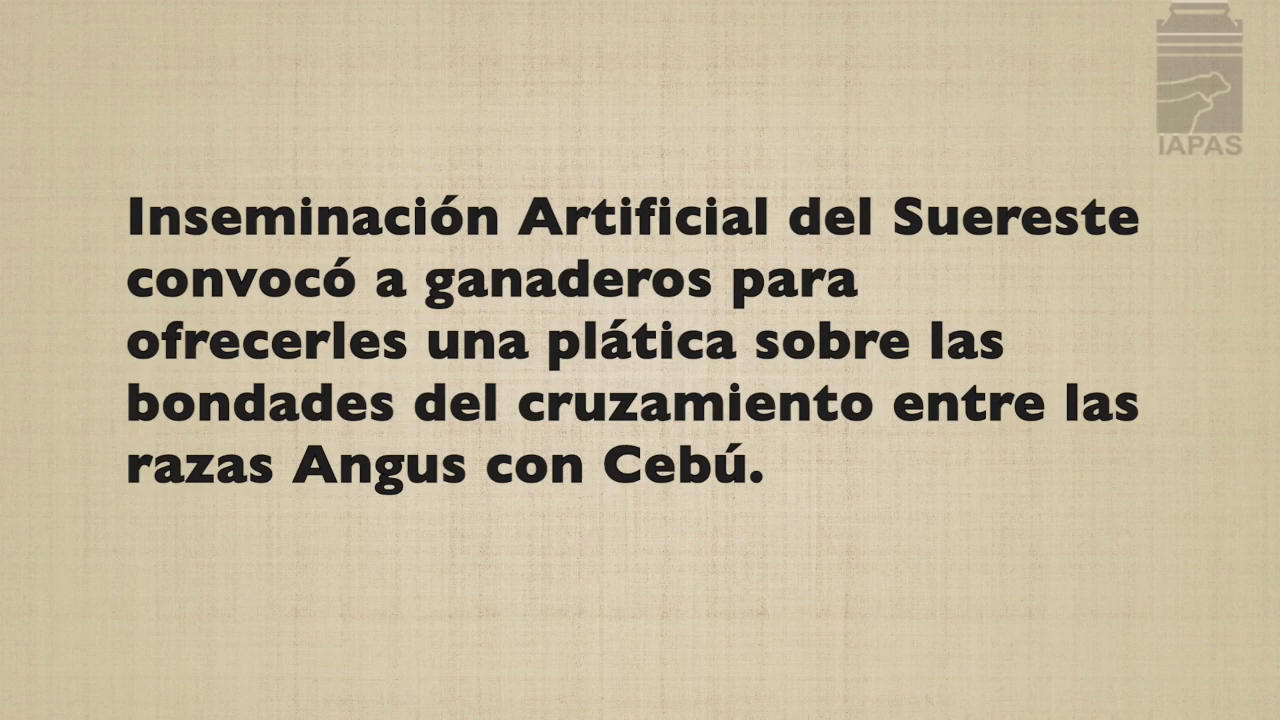 IAPAS
Inseminación Artificial del Suereste
convocó a ganaderos para
ofrecerles una plática sobre las
bondades del cruzamiento entre las
razas Angus con Cebú.